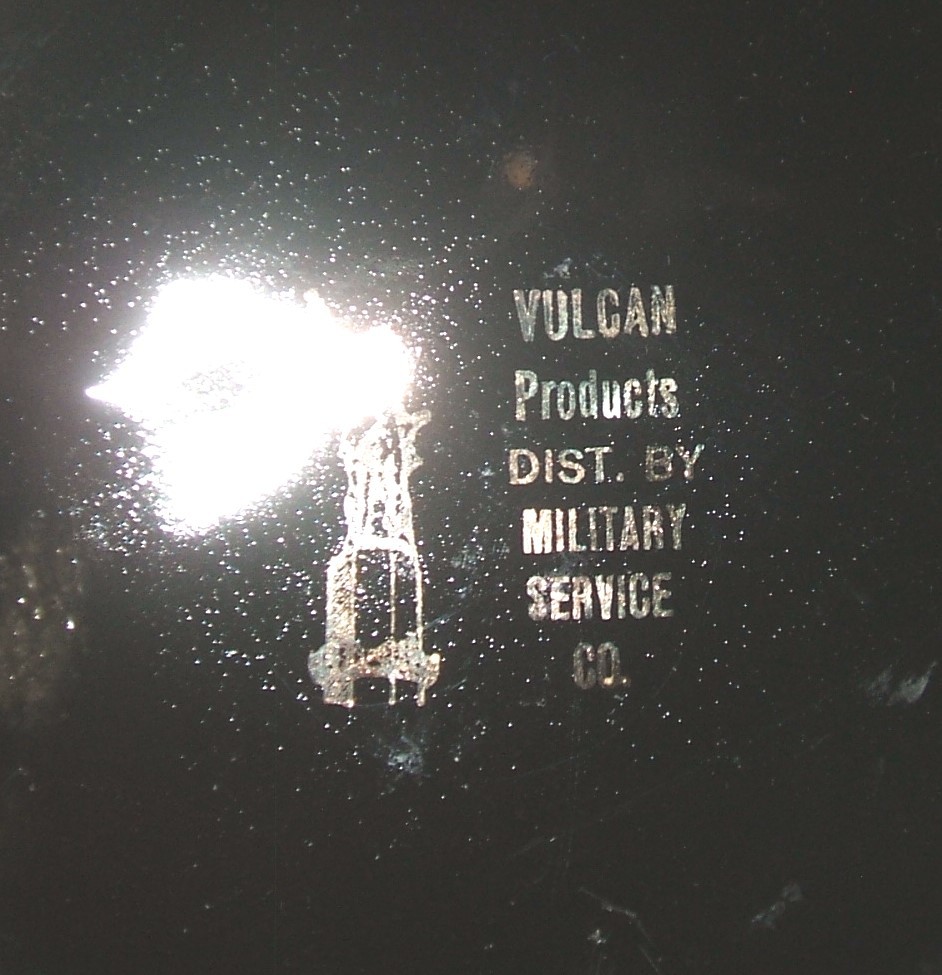 VULCAN
Products
DIST. BY
MILITARY
SERVICE
CO.